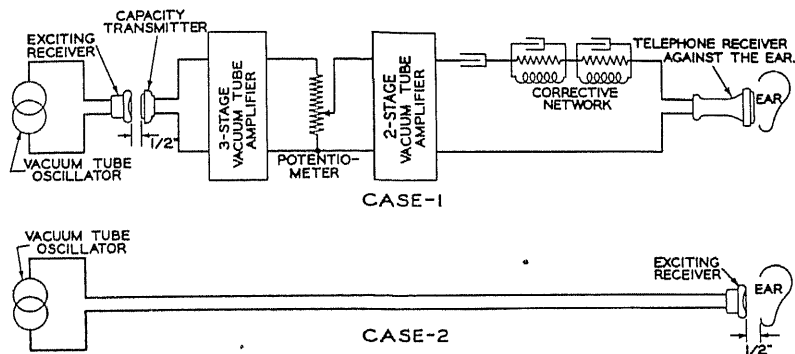 CAPACITY
TRANSMITTER
EXCITING
RECEIVER
1/2"
VACUUM TUBE
OSCILLATOR
3-STAGE
VACUUM TUBE
AMPLIFIER
POTENTIO-
METER
2-STAGE
VACUUM TUBE
AMPLIFIER
CORRECTIVE
NETWORK
TELEPHONE RECEIVER
AGAINST THE EAR.
EAR
CASE-1
VACUUM TUBE
OSCILLATOR
EXCITING
RECEIVER
EAR
1/2"
CASE-2